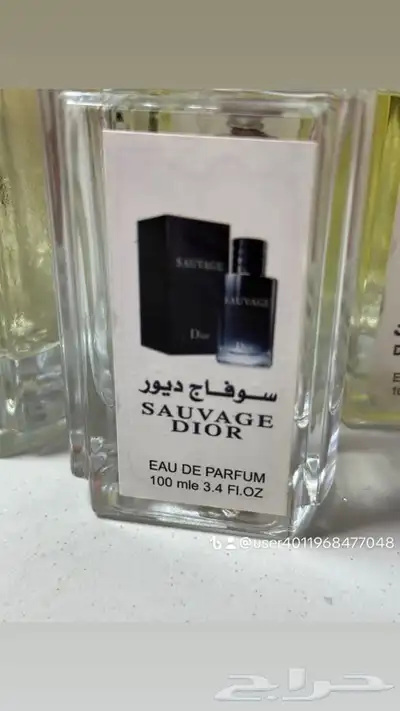 SAUVAGE
Dior
SAUVAGE
سوفاج ديور
SAUVAGE
DIOR
EAU DE PARFUM
100 mle 3.4 Fl.OZ
@user4011968477048
حراج